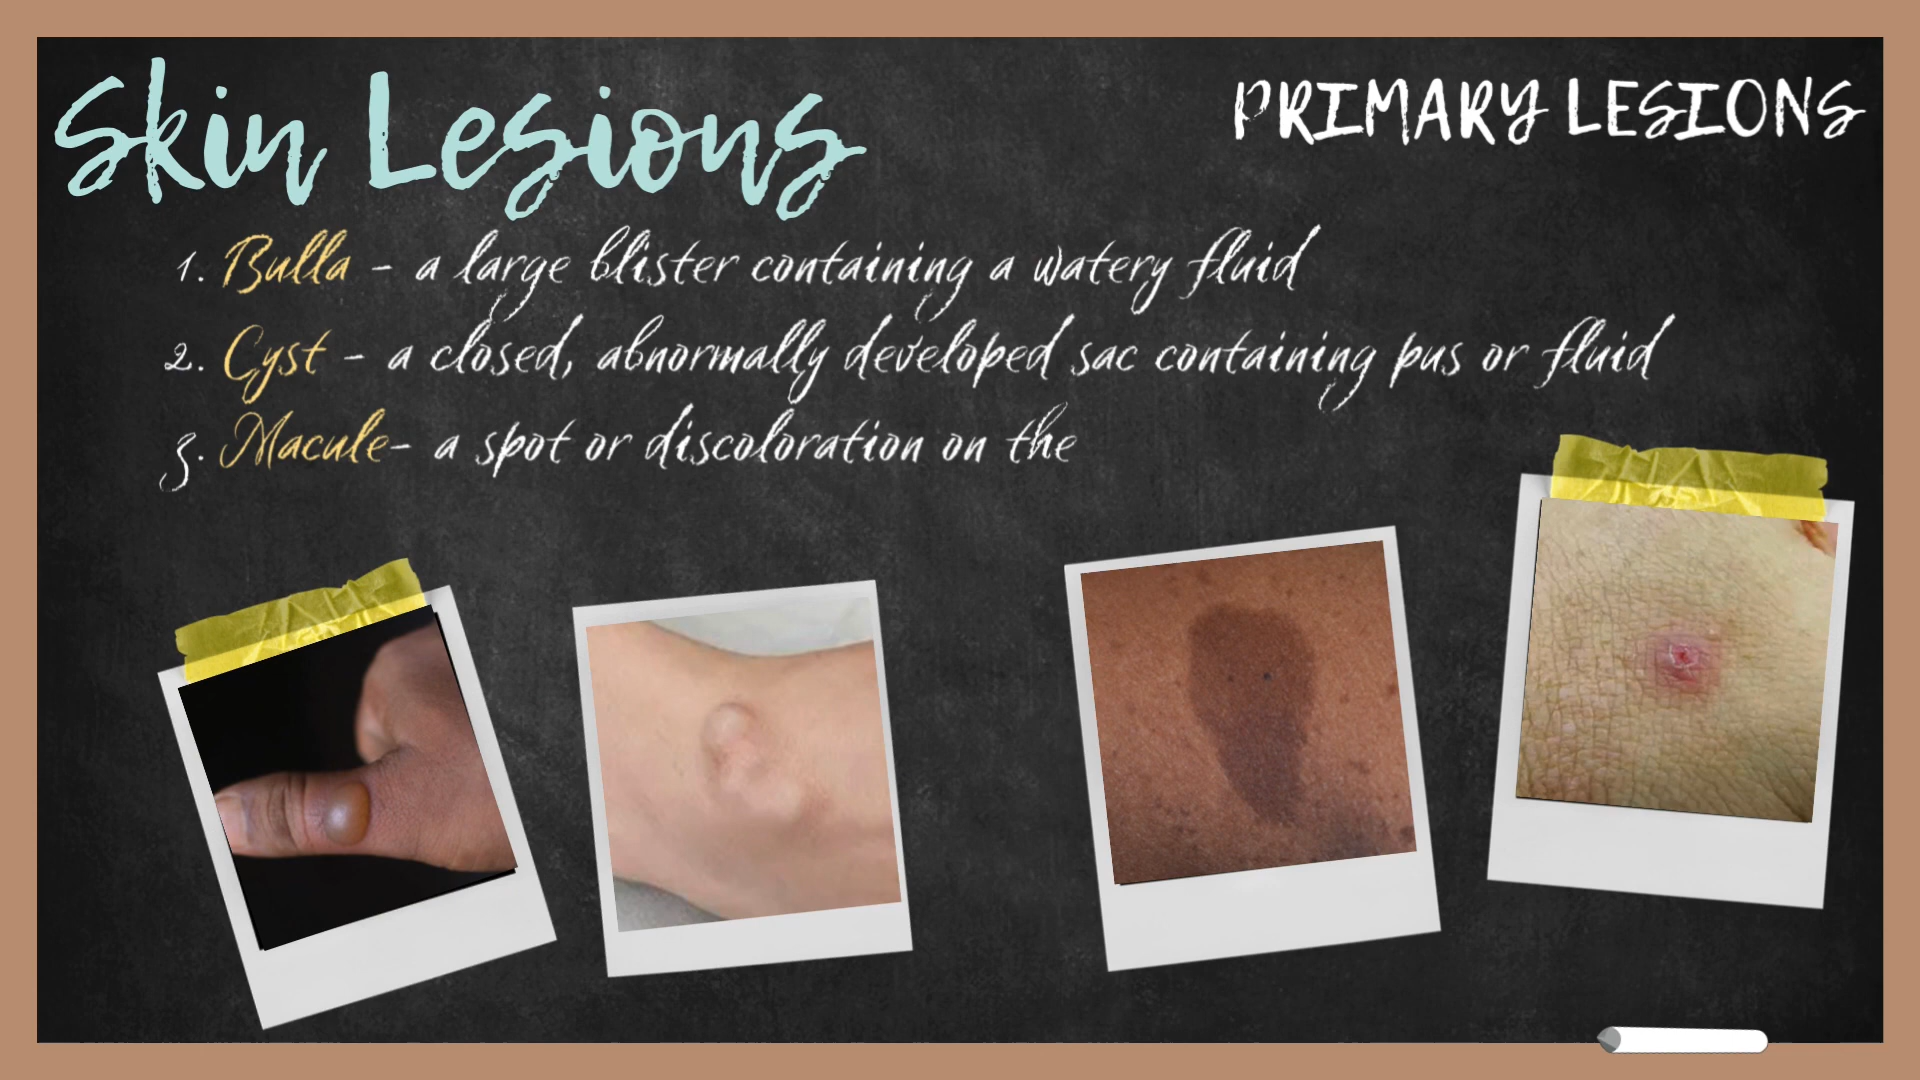 Skin Lesions
PRIMARY LESIONS
1. Bulla - a large blister containing a watery fluid
2. Cyst - a closed, abnormally developed sac containing pus or fluid
3. Macule- a spot or discoloration on the